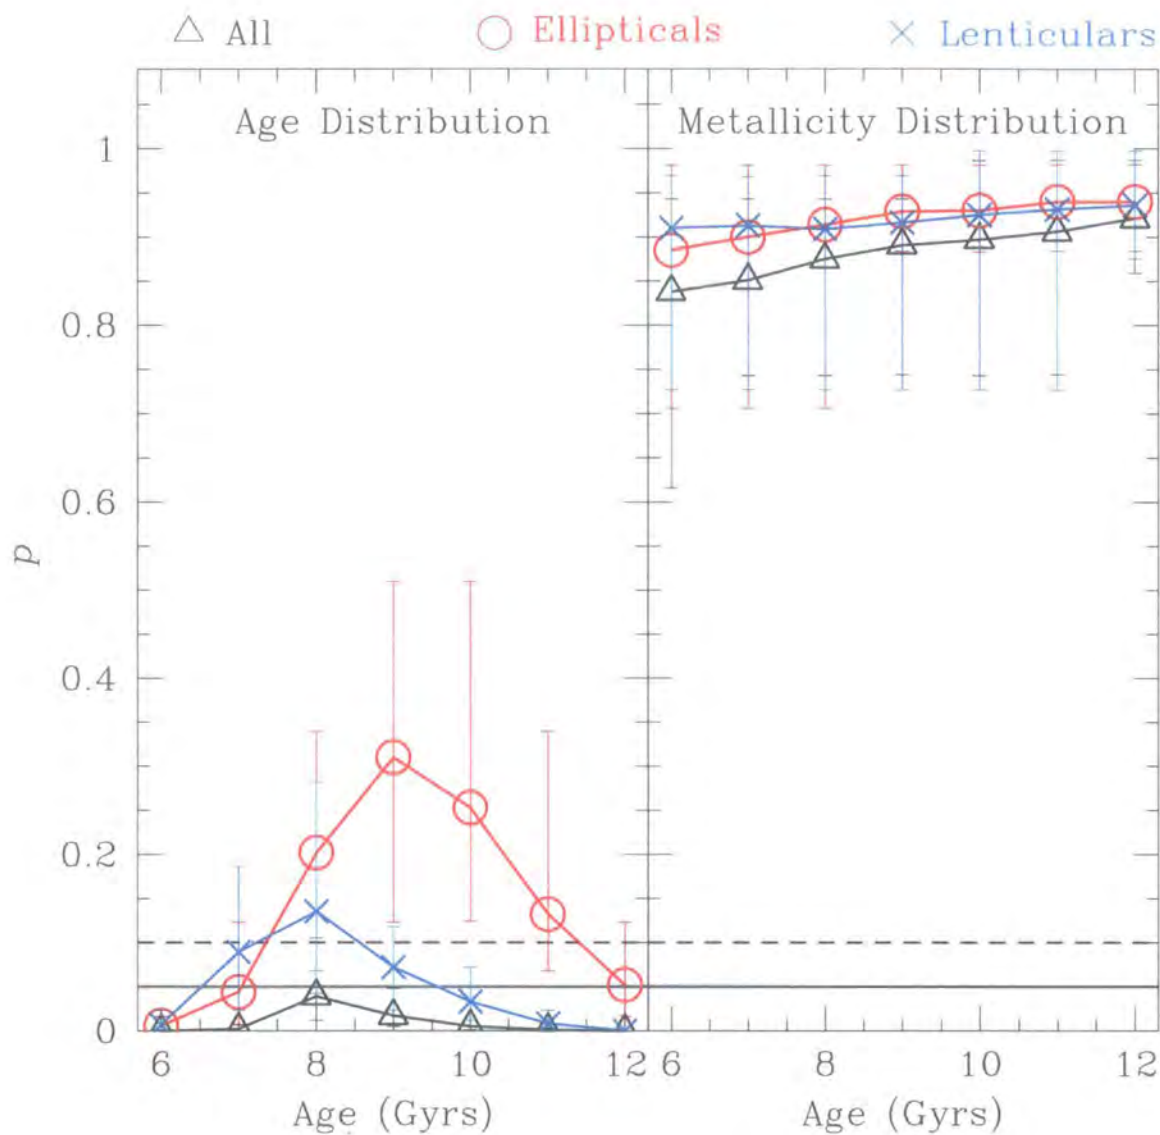 All Ellipticals Lenticulars
Age Distribution Metallicity Distribution
1
0.8
0.6
p
0.4
0.2
0
6 8 10 12 6 8 10 12
Age (Gyrs) Age (Gyrs)